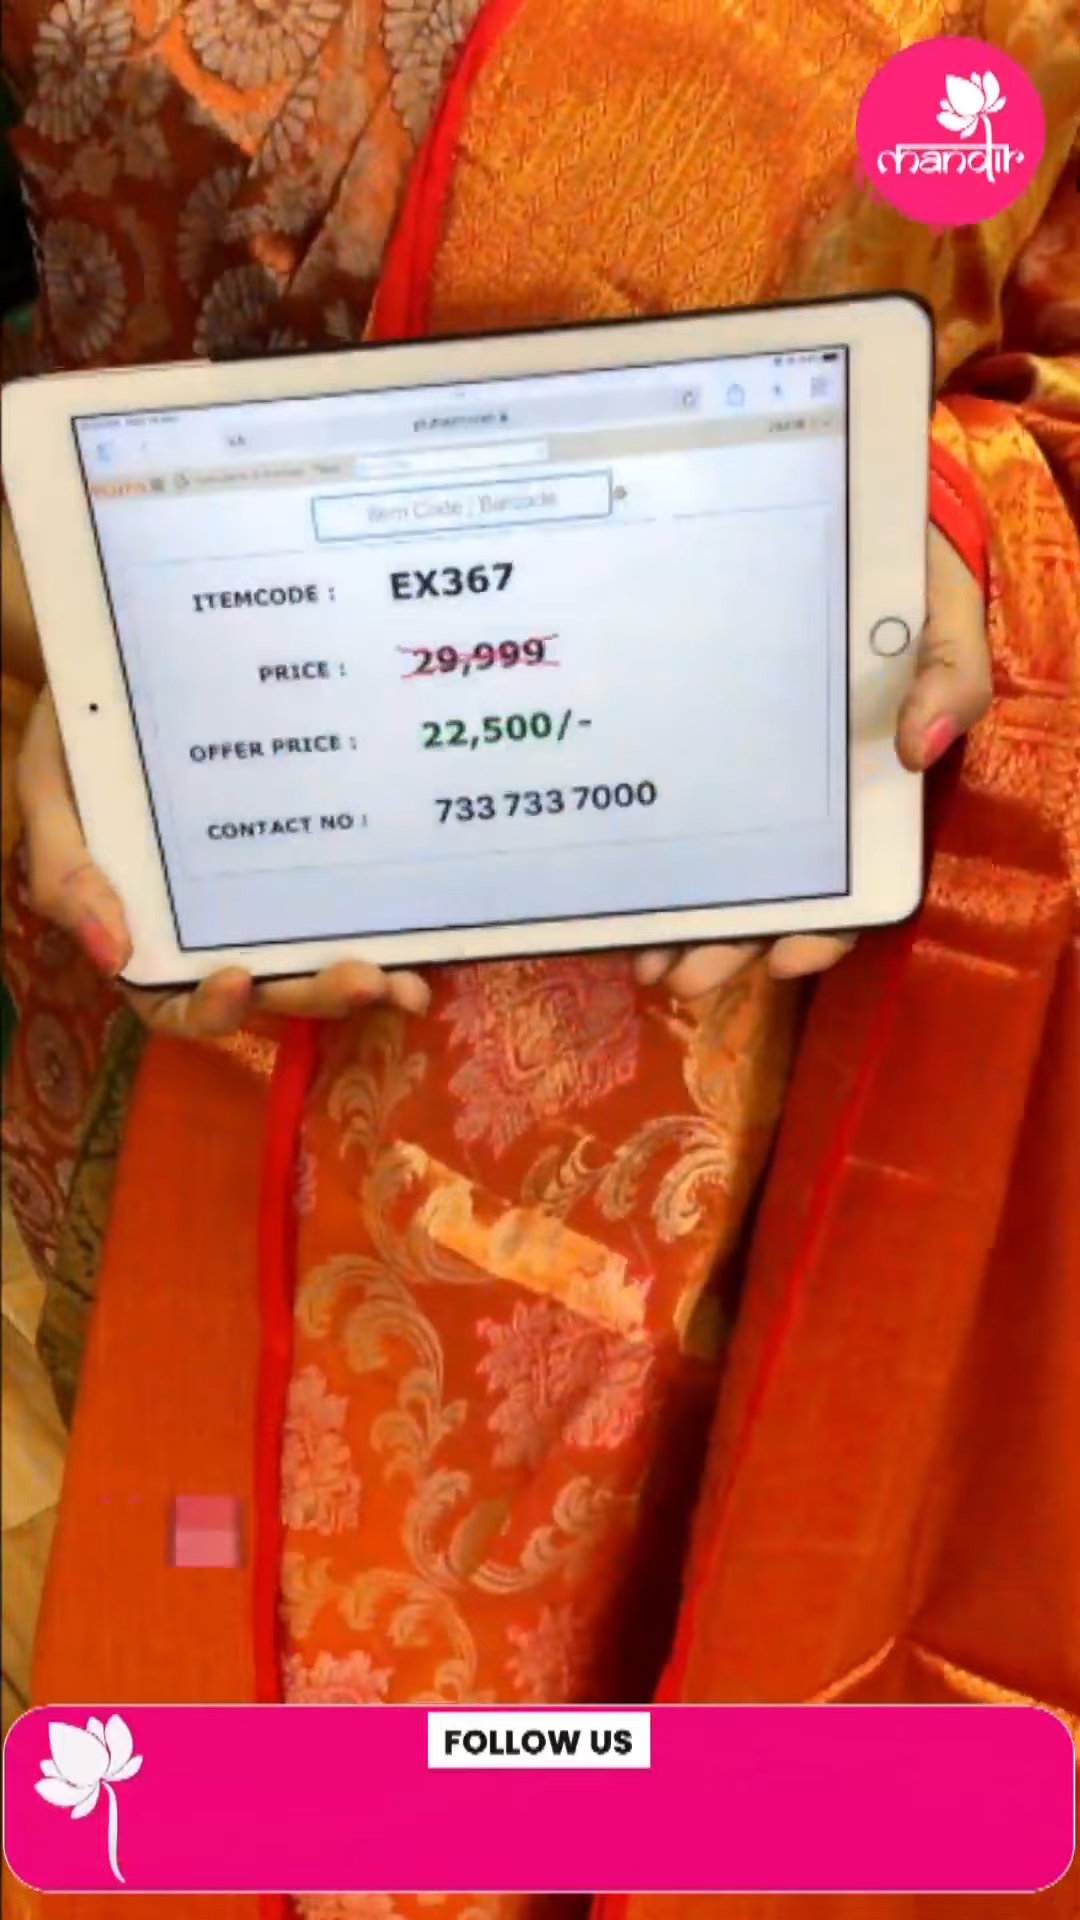 mandir
Item Code / Barcode
ITEMCODE : EX367
PRICE : 29,999
OFFER PRICE : 22,500/-
CONTACT NO : 733 733 7000
FOLLOW US